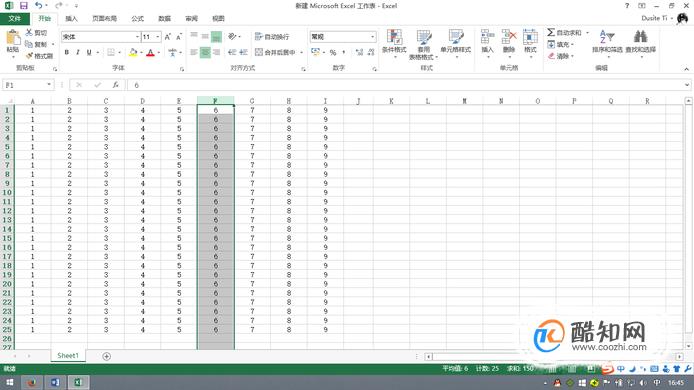 新建 Microsoft Excel 工作表 - Excel
文件 开始 插入 页面布局 公式 数据 审阅 视图 Dusite Ti
粘贴 剪切 复制 格式刷
宋体 11
B I U
自动换行
合并后居中
常规
条件格式 套用表格格式 单元格样式
插入 删除 格式
自动求和 填充 清除
排序和筛选 查找和选择
剪贴板 字体 对齐方式 数字 样式 单元格 编辑
F1 fx 6
A B C D E F G H I J K L M N O P Q R
1 1 2 3 4 5 6 7 8 9
2 1 2 3 4 5 6 7 8 9
3 1 2 3 4 5 6 7 8 9
4 1 2 3 4 5 6 7 8 9
5 1 2 3 4 5 6 7 8 9
6 1 2 3 4 5 6 7 8 9
7 1 2 3 4 5 6 7 8 9
8 1 2 3 4 5 6 7 8 9
9 1 2 3 4 5 6 7 8 9
10 1 2 3 4 5 6 7 8 9
11 1 2 3 4 5 6 7 8 9
12 1 2 3 4 5 6 7 8 9
13 1 2 3 4 5 6 7 8 9
14 1 2 3 4 5 6 7 8 9
15 1 2 3 4 5 6 7 8 9
16 1 2 3 4 5 6 7 8 9
17 1 2 3 4 5 6 7 8 9
18 1 2 3 4 5 6 7 8 9
19 1 2 3 4 5 6 7 8 9
20 1 2 3 4 5 6 7 8 9
21 1 2 3 4 5 6 7 8 9
22 1 2 3 4 5 6 7 8 9
23 1 2 3 4 5 6 7 8 9
24 1 2 3 4 5 6 7 8 9
25 1 2 3 4 5 6 7 8 9
26
27
酷知网
www.coozhi.com
Sheet1
就绪 平均值: 6 计数: 25 求和: 150
中 16:45